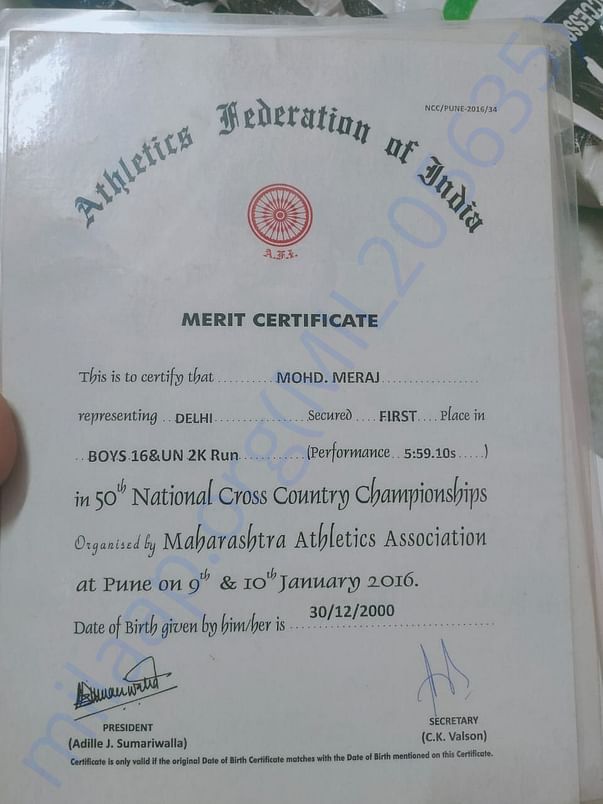 NCC/PUNE-2016/34
Athletics Federation of India
A.F.I.
MERIT CERTIFICATE
This is to certify that ......... MOHD. MERAJ ....................
representing .. DELHI ................ Secured .... FIRST .... Place in
.. BOYS 16&UN 2K Run ............ (Performance .. 5:59.10s .....)
in 50th National Cross Country Championships
Organised by Maharashtra Athletics Association
at Pune on 9th & 10th January 2016.
30/12/2000
Date of Birth given by him/her is ........................................
PRESIDENT
(Adille J. Sumariwalla)
SECRETARY
(C.K. Valson)
Certificate is only valid if the original Date of Birth Certificate matches with the Date of Birth mentioned on this Certificate.